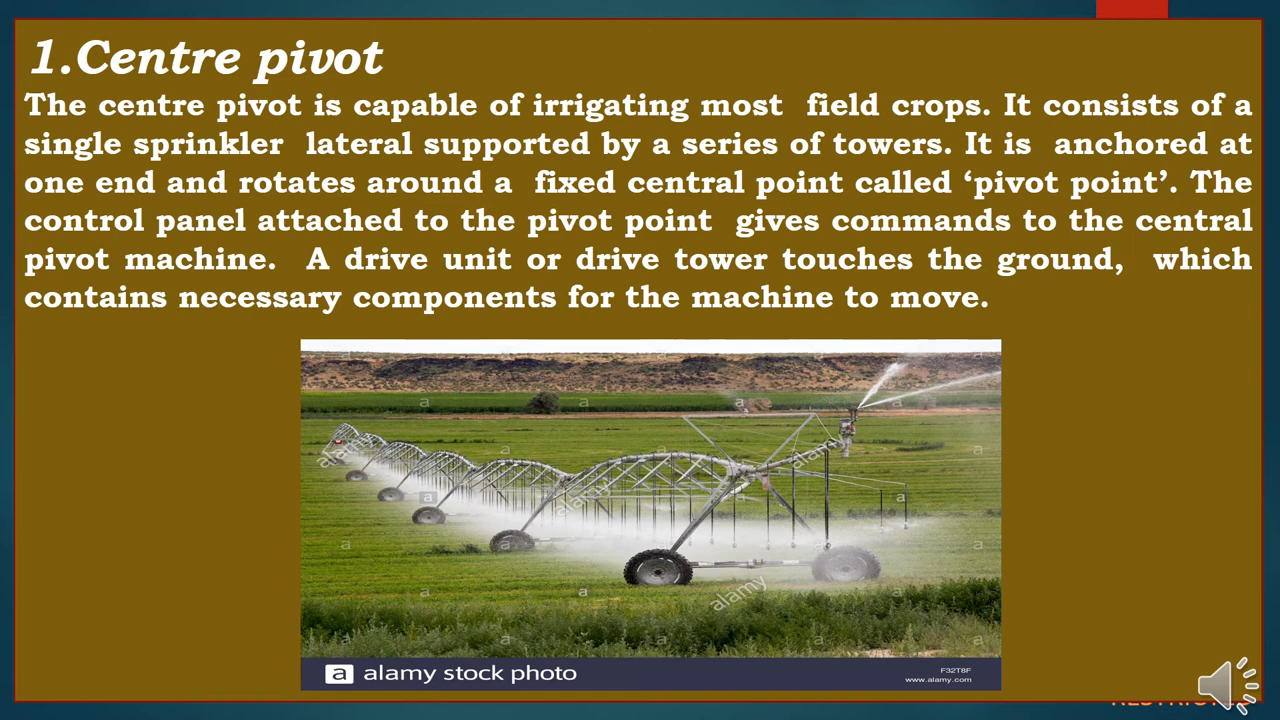 1.Centre pivot
The centre pivot is capable of irrigating most field crops. It consists of a
single sprinkler lateral supported by a series of towers. It is anchored at
one end and rotates around a fixed central point called ‘pivot point’. The
control panel attached to the pivot point gives commands to the central
pivot machine. A drive unit or drive tower touches the ground, which
contains necessary components for the machine to move.
alamy
alamy
alamy
alamy
a alamy stock photo
F32T8F
www.alamy.com